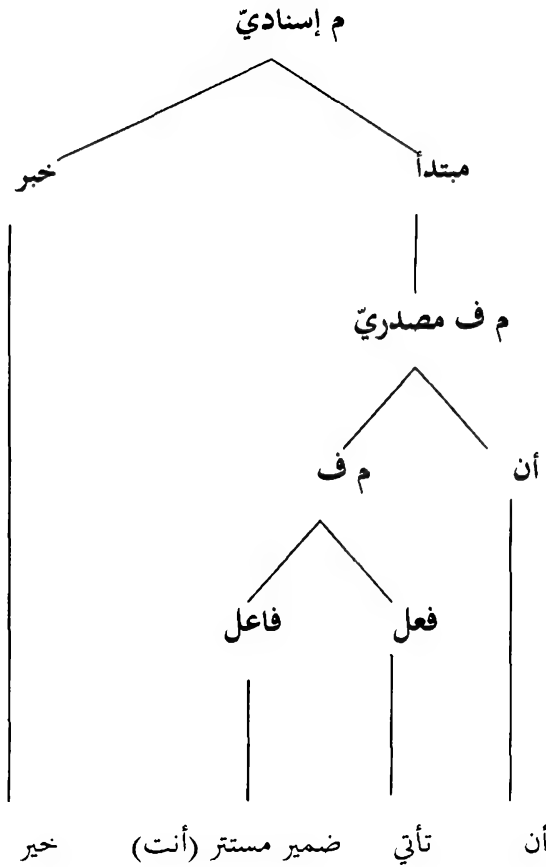 م إسناديّ
مبتدأ خبر
م ف مصدريّ
أن م ف
فعل فاعل
أن تأتي ضمير مستتر (أنت) خير